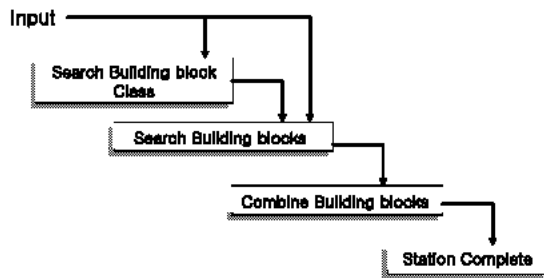 Input
Search Building block
Class
Search Building blocks
Combine Building blocks
Station Complete